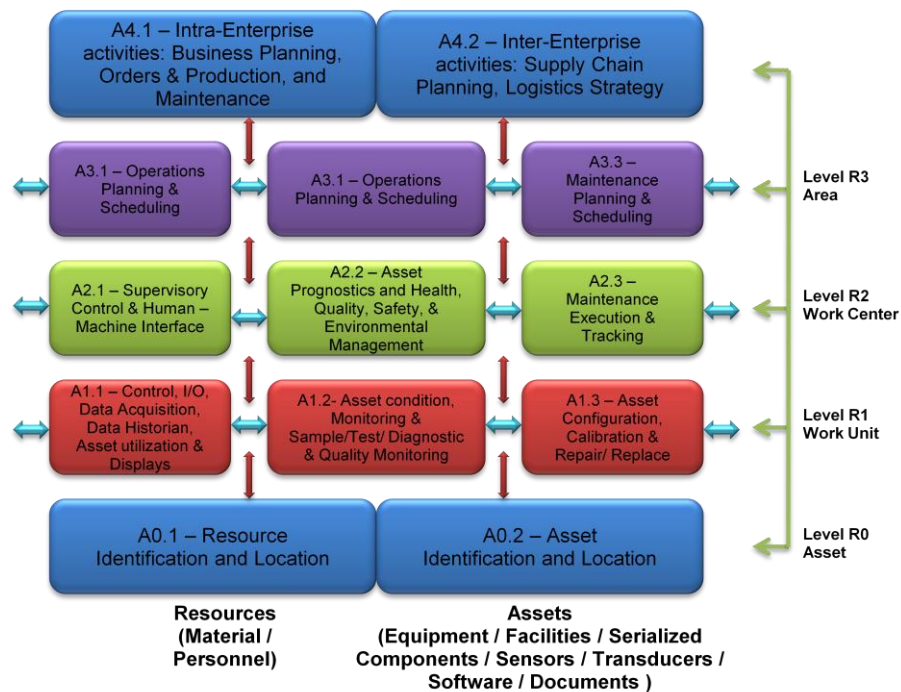 A4.1 – Intra-Enterprise
activities: Business Planning,
Orders & Production, and
Maintenance
A4.2 – Inter-Enterprise
activities: Supply Chain
Planning, Logistics Strategy
A3.1 – Operations
Planning &
Scheduling
A3.1 – Operations
Planning & Scheduling
A3.3 –
Maintenance
Planning &
Scheduling
Level R3
Area
A2.1 – Supervisory
Control & Human –
Machine Interface
A2.2 – Asset
Prognostics and Health,
Quality, Safety, &
Environmental
Management
A2.3 –
Maintenance
Execution &
Tracking
Level R2
Work Center
A1.1 – Control, I/O,
Data Acquisition,
Data Historian,
Asset utilization &
Displays
A1.2- Asset condition,
Monitoring &
Sample/Test/ Diagnostic
& Quality Monitoring
A1.3 – Asset
Configuration,
Calibration &
Repair/ Replace
Level R1
Work Unit
A0.1 – Resource
Identification and Location
A0.2 – Asset
Identification and Location
Level R0
Asset
Resources
(Material /
Personnel)
Assets
(Equipment / Facilities / Serialized
Components / Sensors / Transducers /
Software / Documents )